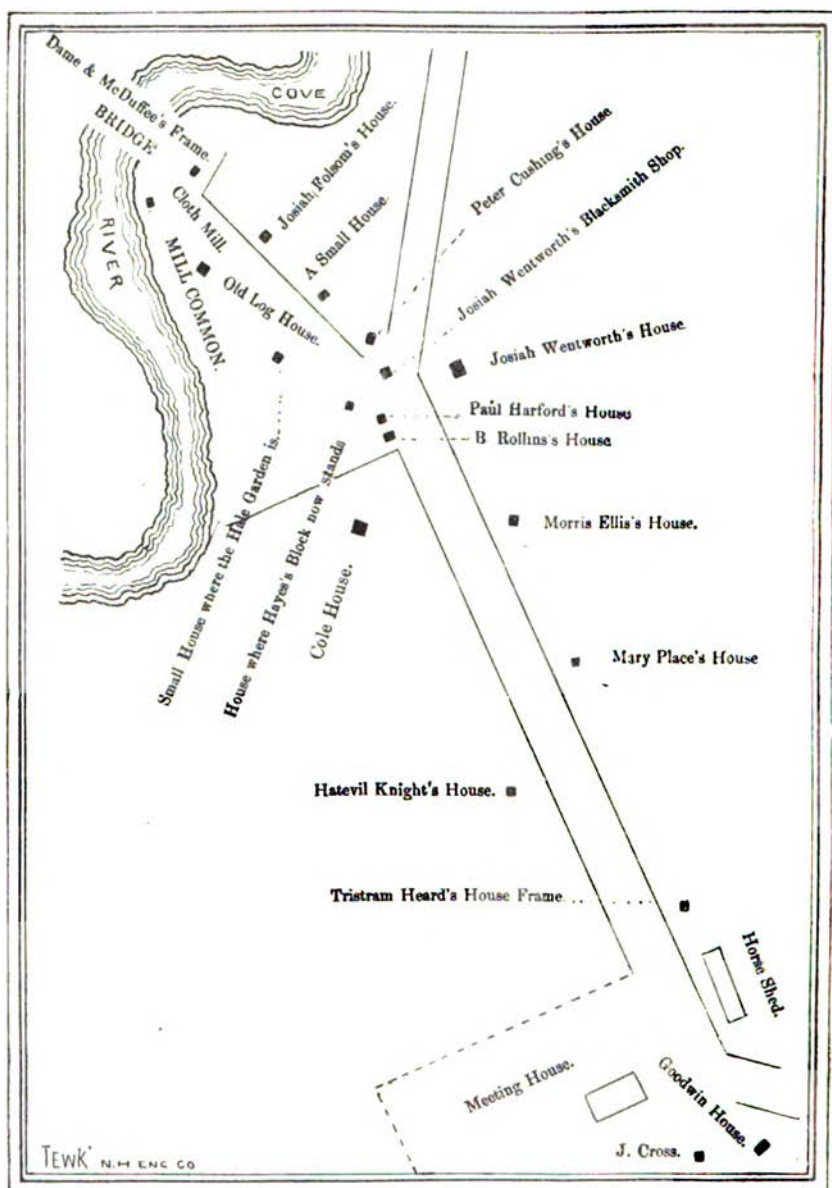 Dame & McDuffee's Frame.
BRIDGE
COVE
RIVER
Cloth Mill.
MILL COMMON.
Josiah Folsom's House.
A Small House.
Old Log House.
Peter Cushing's House
Josiah Wentworth's Blacksmith Shop.
Josiah Wentworth's House
Paul Harford's House
B Rollins's House
Small House where the Hale Garden is
House where Hayes's Block now stands
Cole House.
Morris Ellis's House.
Mary Place's House
Hatevil Knight's House.
Tristram Heard's House Frame
Horse Shed.
Meeting House.
Goodwin House.
J. Cross.
TEWK' N.H ENG CO